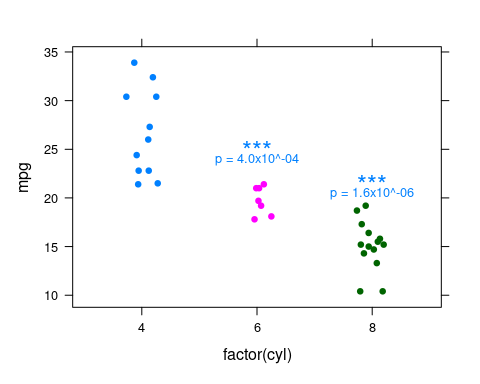 35
30
25
20
15
10
mpg
***
p = 4.0x10^-04
***
p = 1.6x10^-06
4
6
8
factor(cyl)